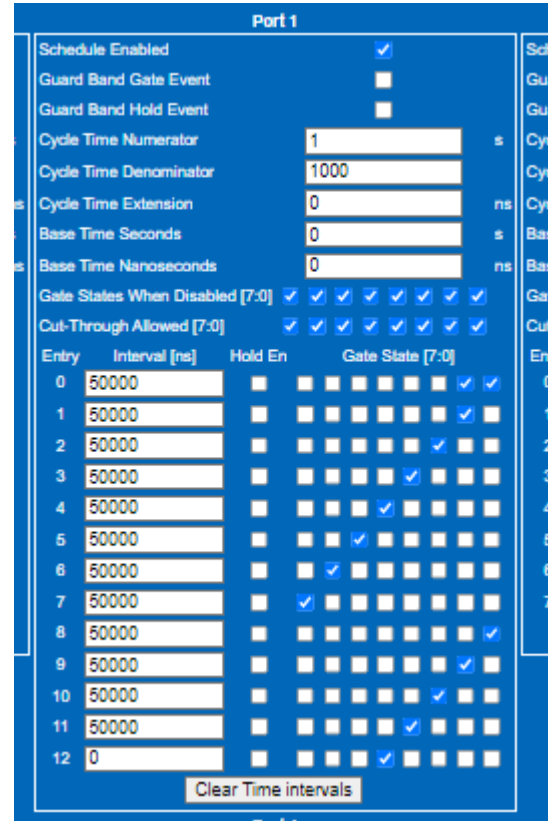 Port 1
Schedule Enabled
Guard Band Gate Event
Guard Band Hold Event
Cycle Time Numerator 1 s
Cycle Time Denominator 1000
Cycle Time Extension 0 ns
Base Time Seconds 0 s
Base Time Nanoseconds 0 ns
Gate States When Disabled [7:0]
Cut-Through Allowed [7:0]
Entry Interval [ns] Hold En Gate State [7:0]
0 50000
1 50000
2 50000
3 50000
4 50000
5 50000
6 50000
7 50000
8 50000
9 50000
10 50000
11 50000
12 0
Clear Time intervals